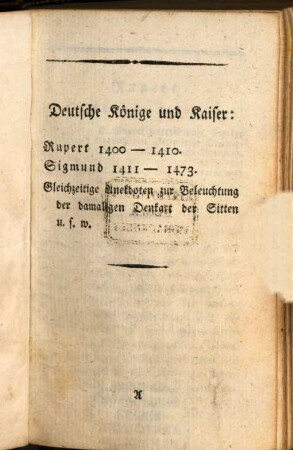 Deutsche Könige und Kaiser:
Rupert 1400 — 1410.
Sigmund 1411 — 1473.
Gleichzeitige Anekdoten zur Beleuchtung
der damaligen Denkart der Sitten
u. s. w.
A